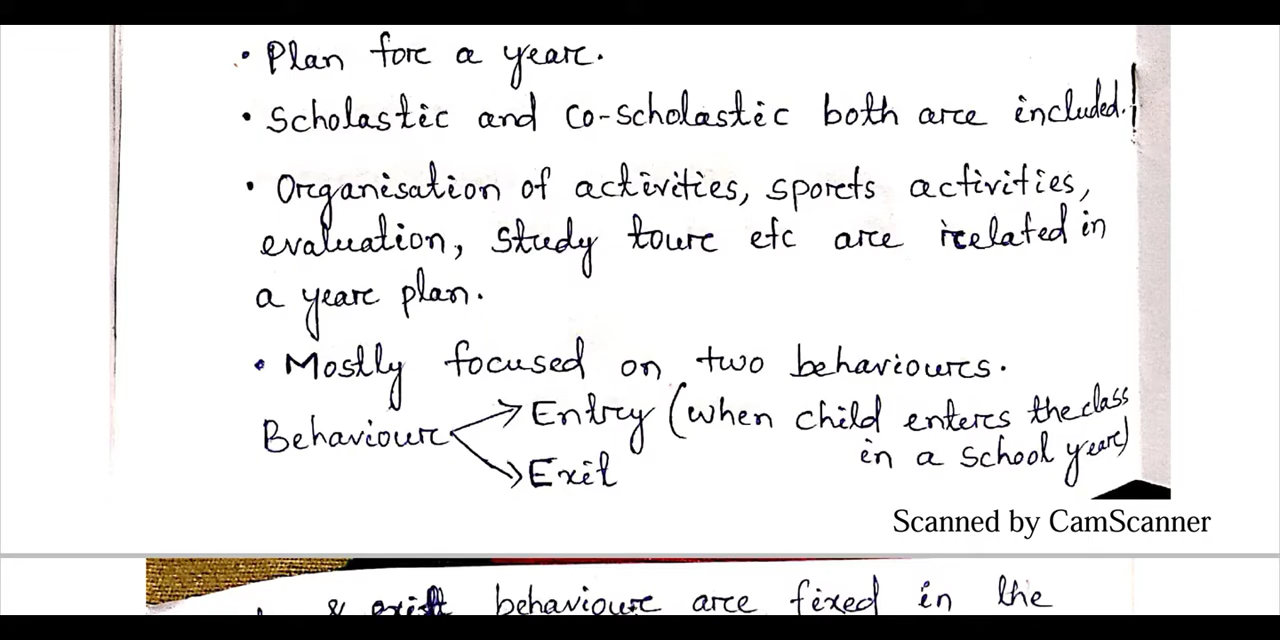 • Plan for a year.
• Scholastic and co-scholastic both are included.
• Organisation of activities, sports activities,
evaluation, study tour etc are related in
a year plan.
• Mostly focused on two behaviours.
Behaviour → Entry (when child enters the class
in a school year)
→ Exit
Scanned by CamScanner
& exist behaviour are fixed in the